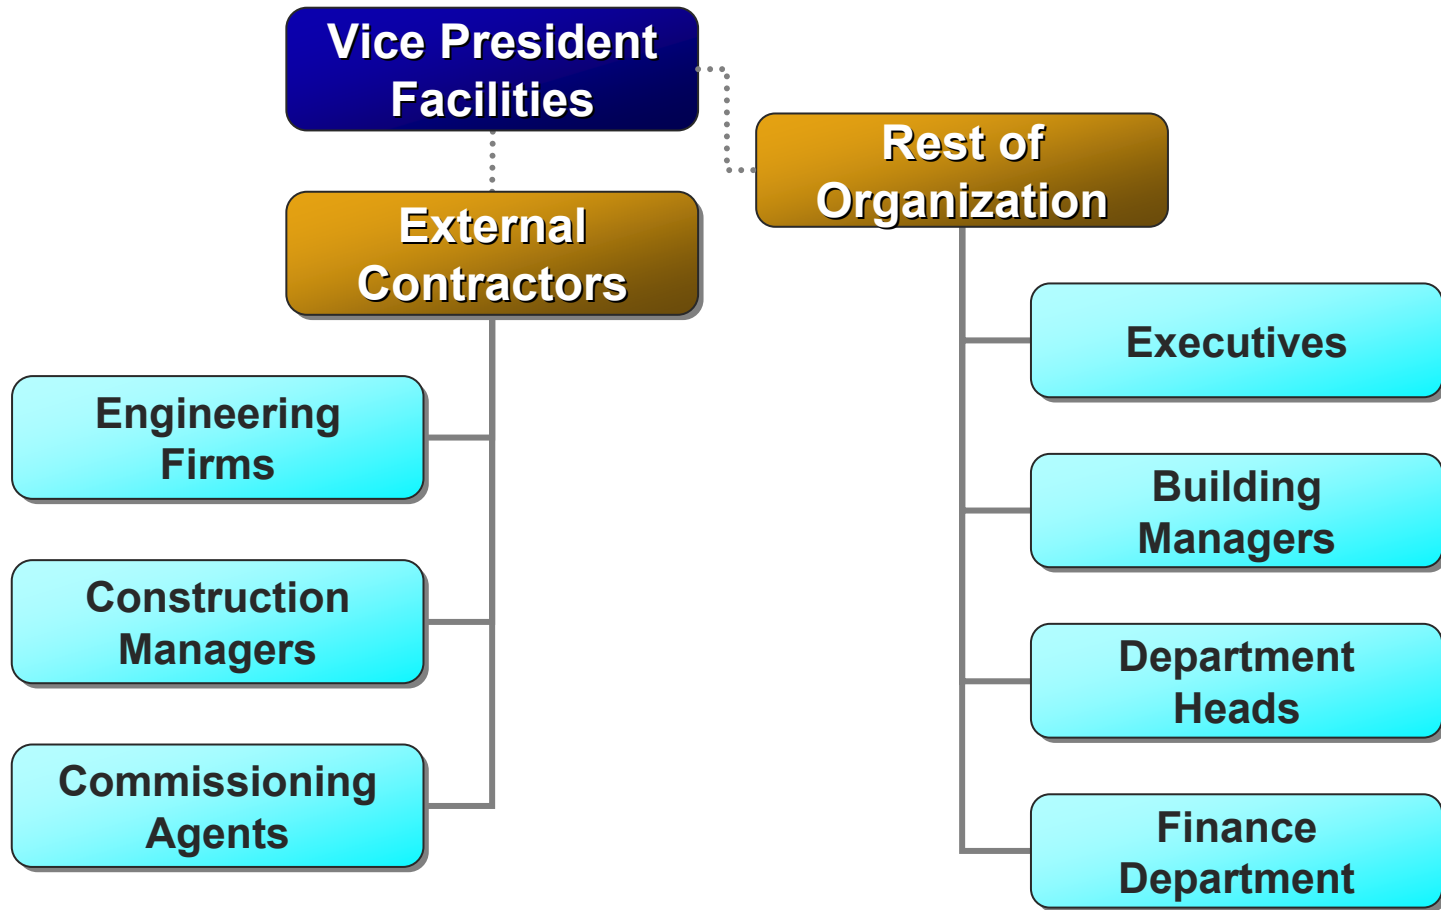 Vice President
Facilities
Rest of
Organization
External
Contractors
Executives
Engineering
Firms
Building
Managers
Construction
Managers
Department
Heads
Commissioning
Agents
Finance
Department